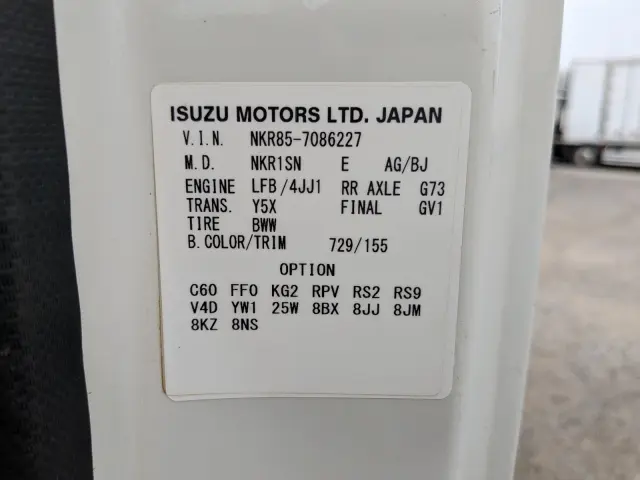 ISUZU MOTORS LTD. JAPAN
V.I.N. NKR85-7086227
M.D. NKR1SN E AG/BJ
ENGINE LFB/4JJ1 RR AXLE G73
TRANS. Y5X FINAL GV1
TIRE BWW
B.COLOR/TRIM 729/155
OPTION
C60 FF0 KG2 RPV RS2 RS9
V4D YW1 25W 8BX 8JJ 8JM
8KZ 8NS